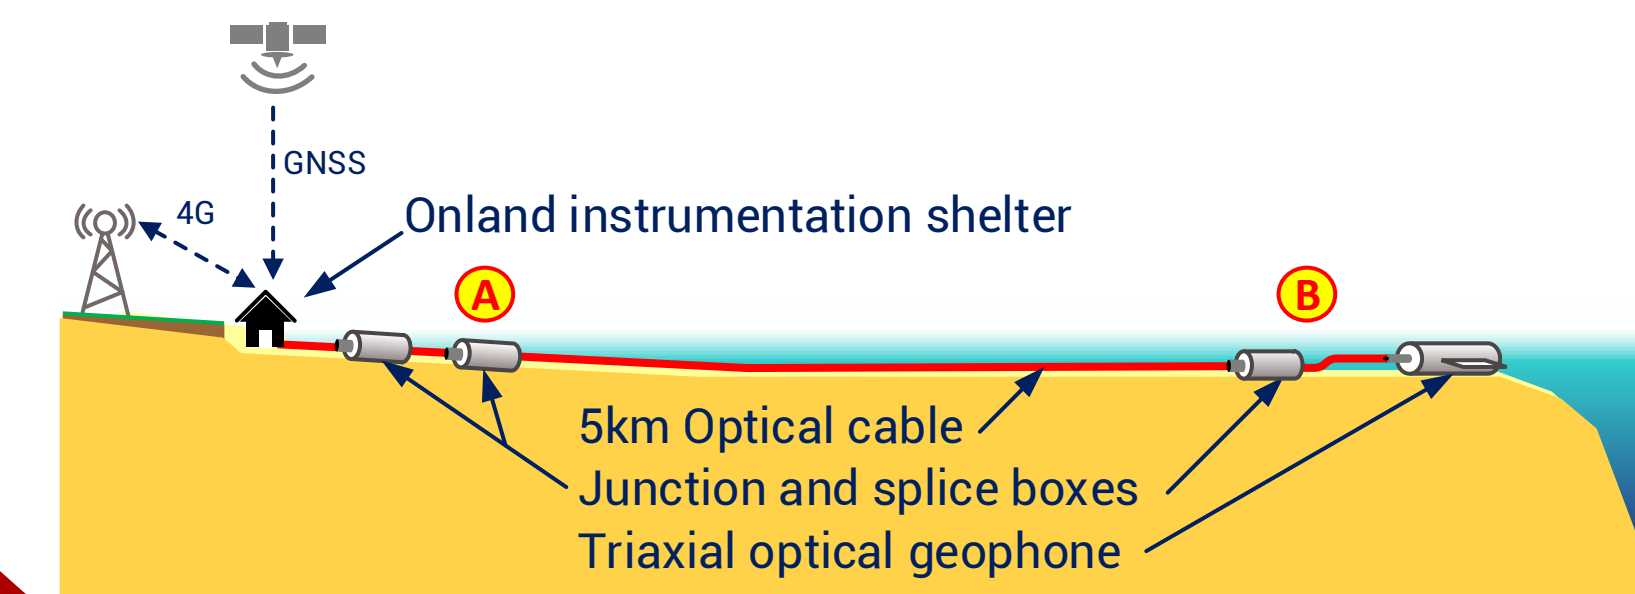 GNSS
4G
Onland instrumentation shelter
A
B
5km Optical cable
Junction and splice boxes
Triaxial optical geophone